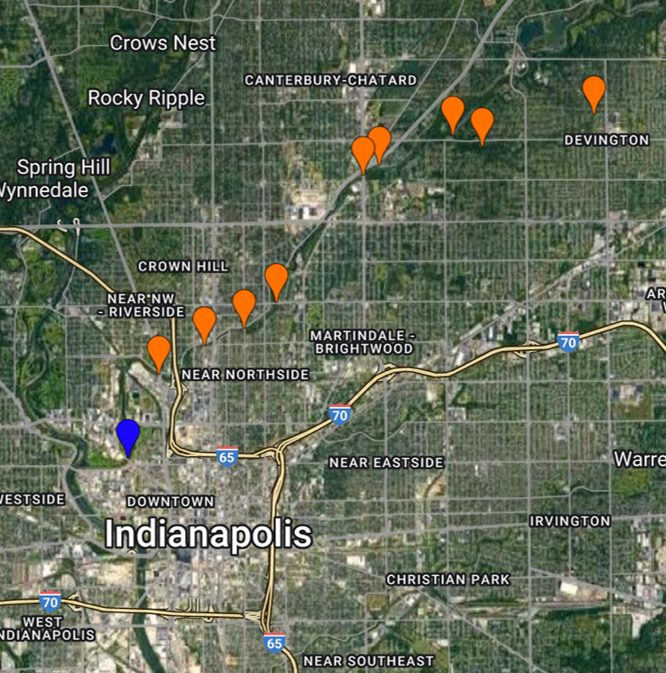 Crows Nest
CANTERBURY-CHATARD
Rocky Ripple
DEVINGTON
Spring Hill
Wynnedale
CROWN HILL
NEAR NW
- RIVERSIDE
AR
MARTINDALE -
BRIGHTWOOD
70
NEAR NORTHSIDE
70
65
NEAR EASTSIDE
Warre
WESTSIDE
DOWNTOWN
Indianapolis
IRVINGTON
CHRISTIAN PARK
70
WEST
INDIANAPOLIS
65
NEAR SOUTHEAST